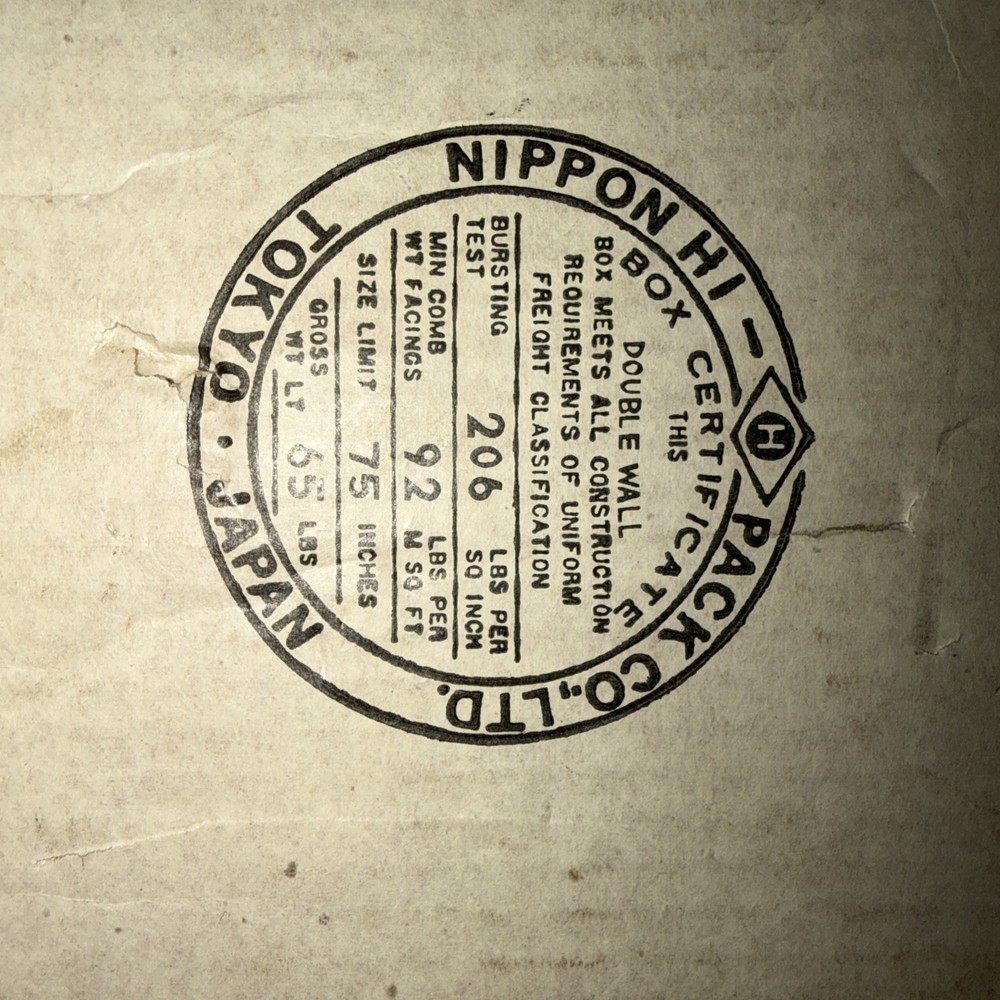 NIPPON HI-PACK CO.,LTD.
H
BOX CERTIFICATE
THIS
DOUBLE WALL
BOX MEETS ALL CONSTRUCTION
REQUIREMENTS OF UNIFORM
FREIGHT CLASSIFICATION
BURSTING TEST 206 LBS PER SQ INCH
MIN COMB WT FACINGS 92 LBS PER M SQ FT
SIZE LIMIT 75 INCHES
GROSS WT LT 65 LBS
TOKYO · JAPAN